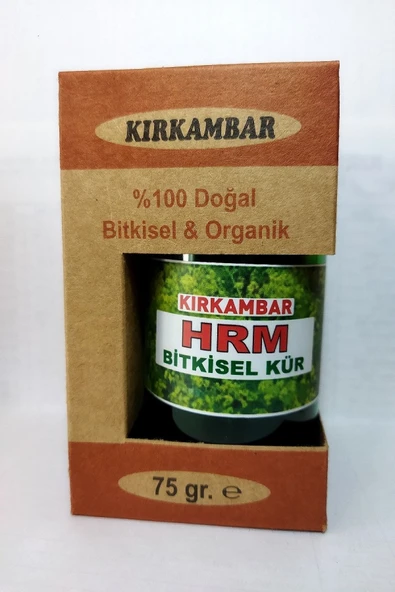 KIRKAMBAR
%100 Doğal
Bitkisel & Organik
KIRKAMBAR
HRM
BİTKİSEL KÜR
75 gr. ℮